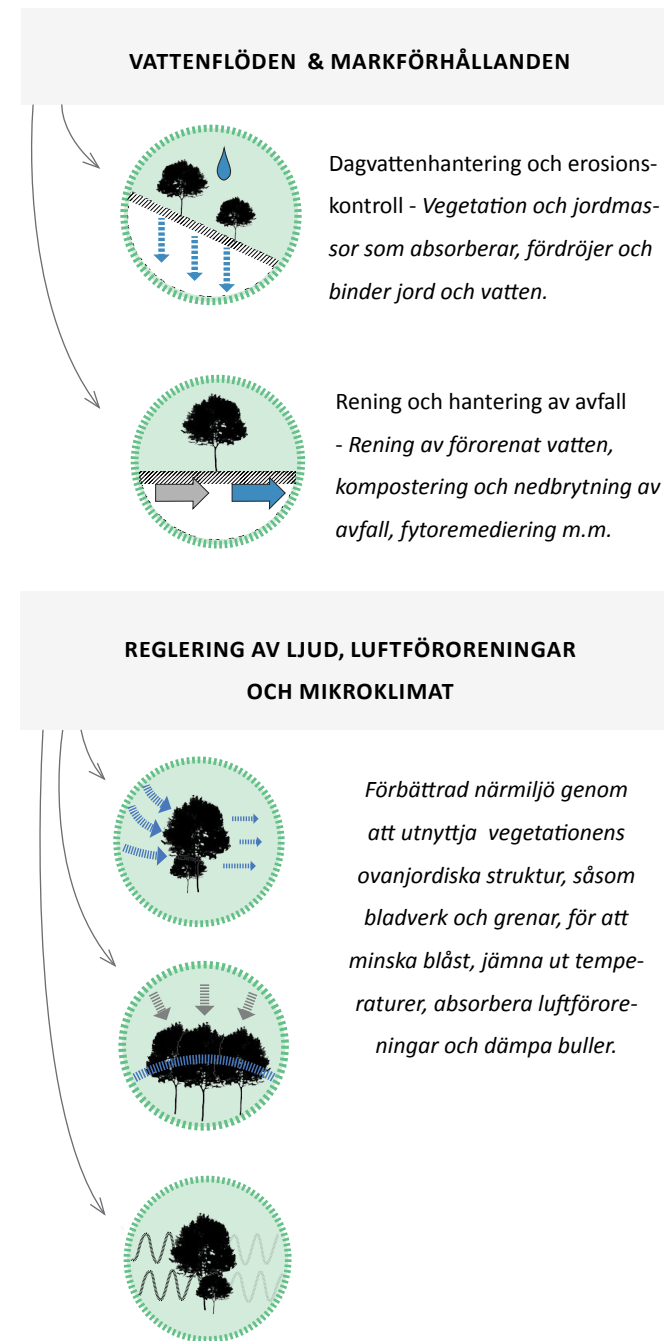 VATTENFLÖDEN & MARKFÖRHÅLLANDEN
Dagvattenhantering och erosions-
kontroll - Vegetation och jordmas-
sor som absorberar, fördröjer och
binder jord och vatten.
Rening och hantering av avfall
- Rening av förorenat vatten,
kompostering och nedbrytning av
avfall, fytoremediering m.m.
REGLERING AV LJUD, LUFTFÖRORENINGAR
OCH MIKROKLIMAT
Förbättrad närmiljö genom
att utnyttja vegetationens
ovanjordiska struktur, såsom
bladverk och grenar, för att
minska blåst, jämna ut tempe-
raturer, absorbera luftförore-
ningar och dämpa buller.